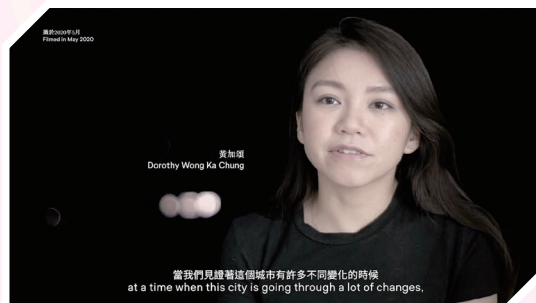 攝於2020年5月
Filmed in May 2020
黃加頌
Dorothy Wong Ka Chung
當我們見證著這個城市有許多不同變化的時候
at a time when this city is going through a lot of changes,